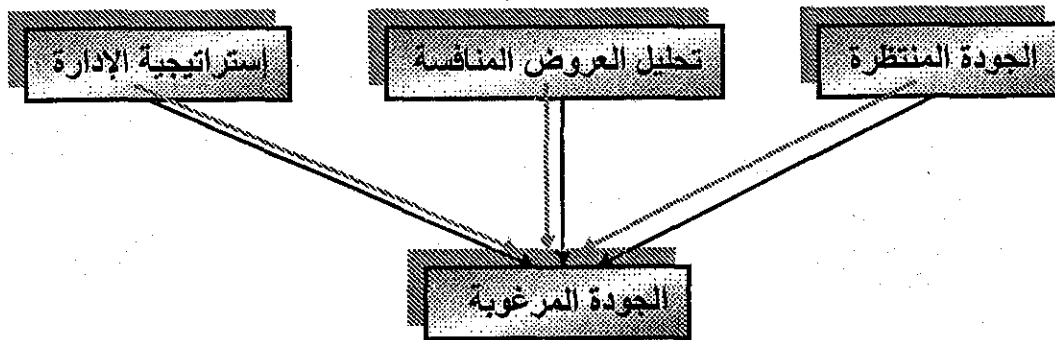 الجودة المنتظرة
تحليل العروض المنافسة
إستراتيجية الإدارة
الجودة المرغوبة